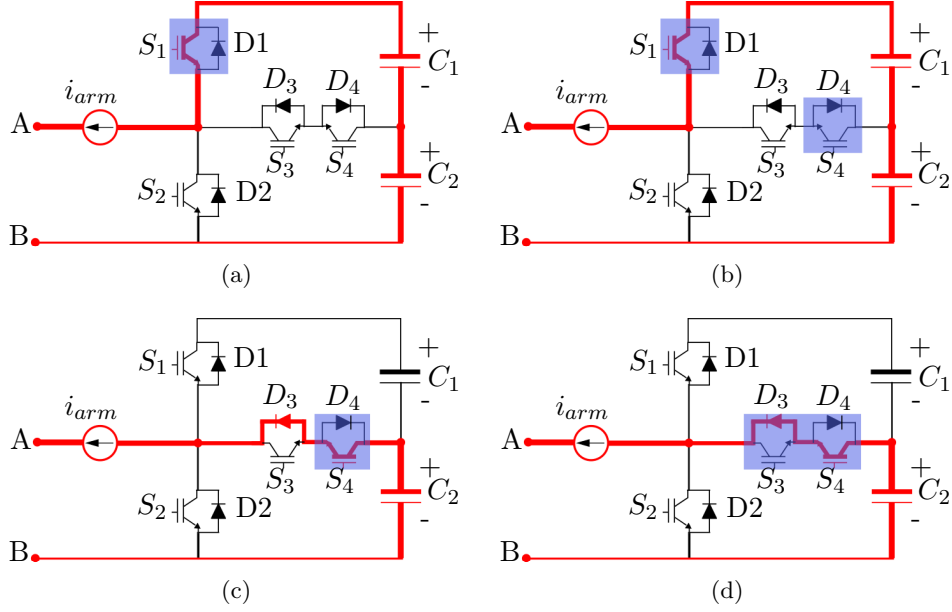 S1 D1 D3 D4 + C1 -
iarm
A S3 S4 + C2 -
S2 D2
B
(a)
S1 D1 D3 D4 + C1 -
iarm
A S3 S4 + C2 -
S2 D2
B
(b)
S1 D1 D3 D4 + C1 -
iarm
A S3 S4 + C2 -
S2 D2
B
(c)
S1 D1 D3 D4 + C1 -
iarm
A S3 S4 + C2 -
S2 D2
B
(d)